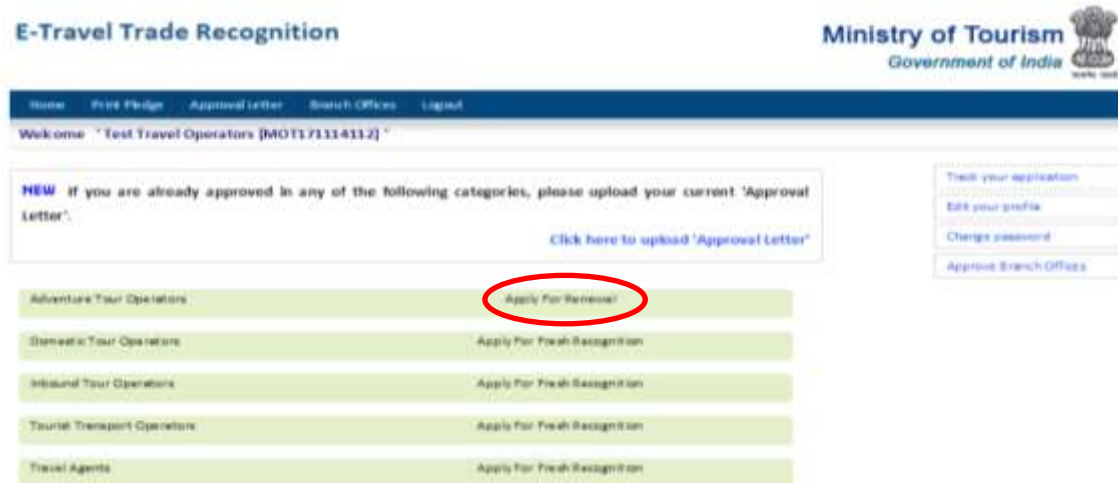 E-Travel Trade Recognition
Ministry of Tourism
Government of India
Home Print Pledge Approval Letter Branch Offices Logout
Welcome "Test Travel Operators [MOT171114112] "
NEW If you are already approved in any of the following categories, please upload your current 'Approval
Letter'.
Click here to upload 'Approval Letter'
Track your application
Edit your profile
Change password
Approve Branch Offices
Adventure Tour Operators Apply For Renewal
Domestic Tour Operators Apply For Fresh Recognition
Inbound Tour Operators Apply For Fresh Recognition
Tourist Transport Operators Apply For Fresh Recognition
Travel Agents Apply For Fresh Recognition